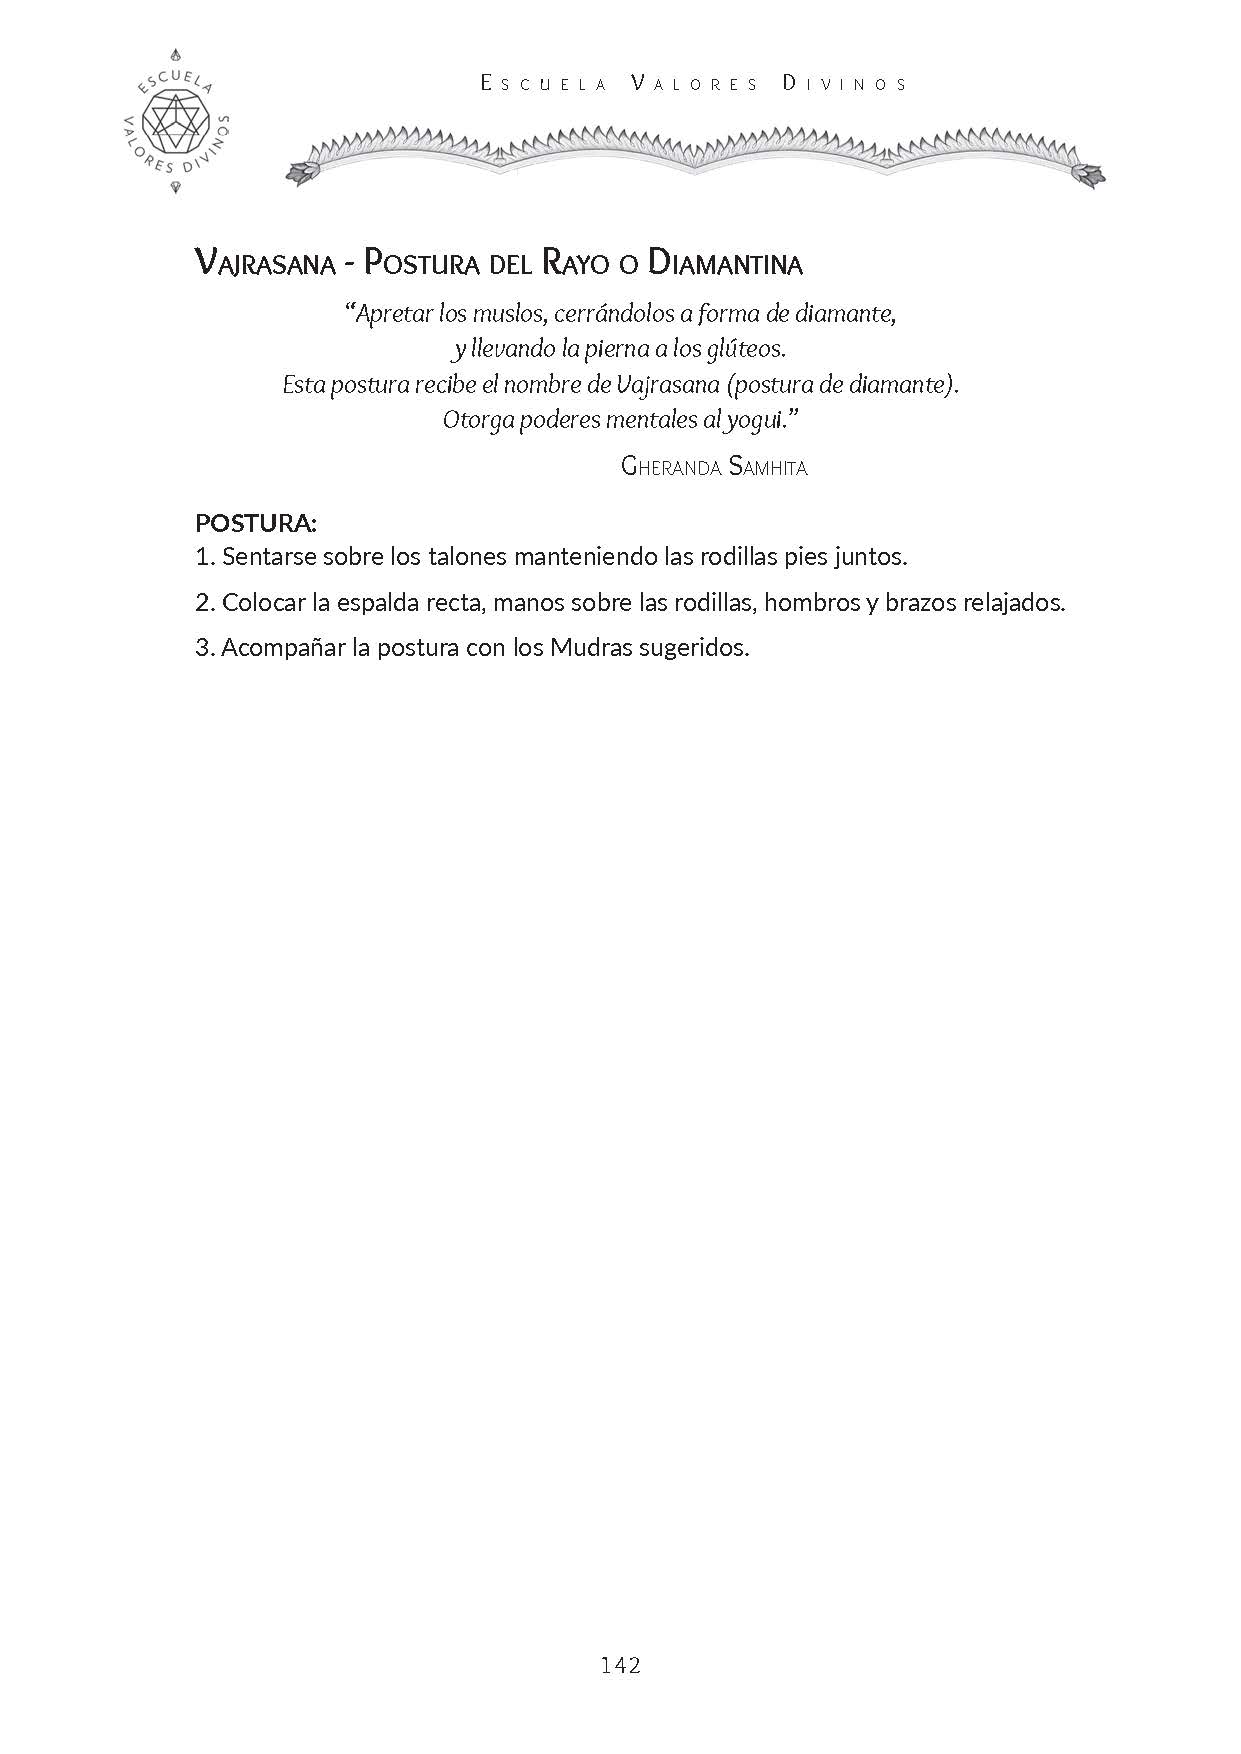 ESCUELA VALORES DIVINOS
Escuela Valores Divinos
Vajrasana - Postura del Rayo o Diamantina
“Apretar los muslos, cerrándolos a forma de diamante,
y llevando la pierna a los glúteos.
Esta postura recibe el nombre de Vajrasana (postura de diamante).
Otorga poderes mentales al yogui.”
Gheranda Samhita
POSTURA:
1. Sentarse sobre los talones manteniendo las rodillas pies juntos.
2. Colocar la espalda recta, manos sobre las rodillas, hombros y brazos relajados.
3. Acompañar la postura con los Mudras sugeridos.
142